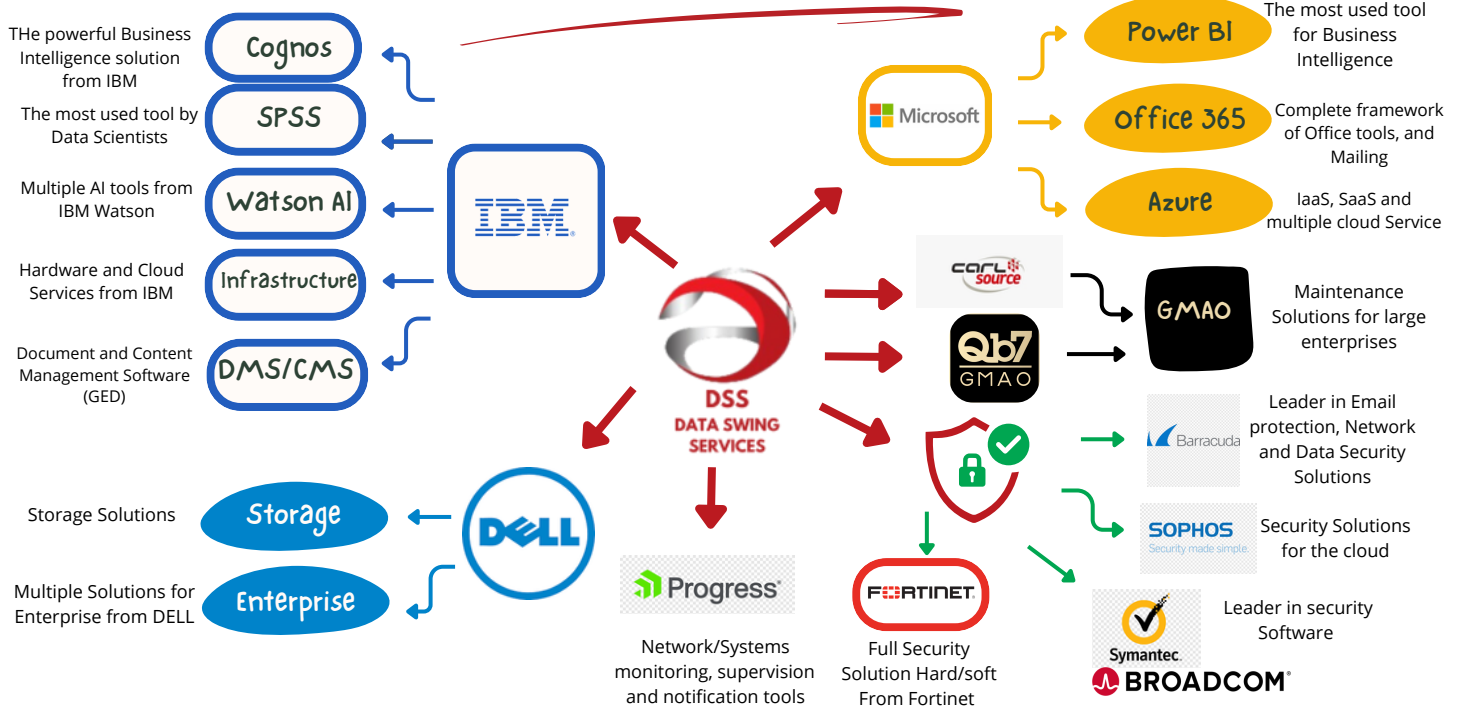 THe powerful Business
Intelligence solution
from IBM
Cognos
The most used tool by
Data Scientists
SPSS
Multiple AI tools from
IBM Watson
Watson AI
Hardware and Cloud
Services from IBM
Infrastructure
Document and Content
Management Software
(GED)
DMS/CMS
IBM®
Microsoft
Power BI
The most used tool
for Business
Intelligence
Office 365
Complete framework
of Office tools, and
Mailing
Azure
IaaS, SaaS and
multiple cloud Service
DSS
DATA SWING
SERVICES
carl
source
Qb7
GMAO
GMAO
Maintenance
Solutions for large
enterprises
Barracuda
Leader in Email
protection, Network
and Data Security
Solutions
SOPHOS
Security made simple.
Security Solutions
for the cloud
Symantec.
BROADCOM®
Leader in security
Software
FORTINET
Full Security
Solution Hard/soft
From Fortinet
Progress®
Network/Systems
monitoring, supervision
and notification tools
DELL
Storage Solutions
Storage
Multiple Solutions for
Enterprise from DELL
Enterprise